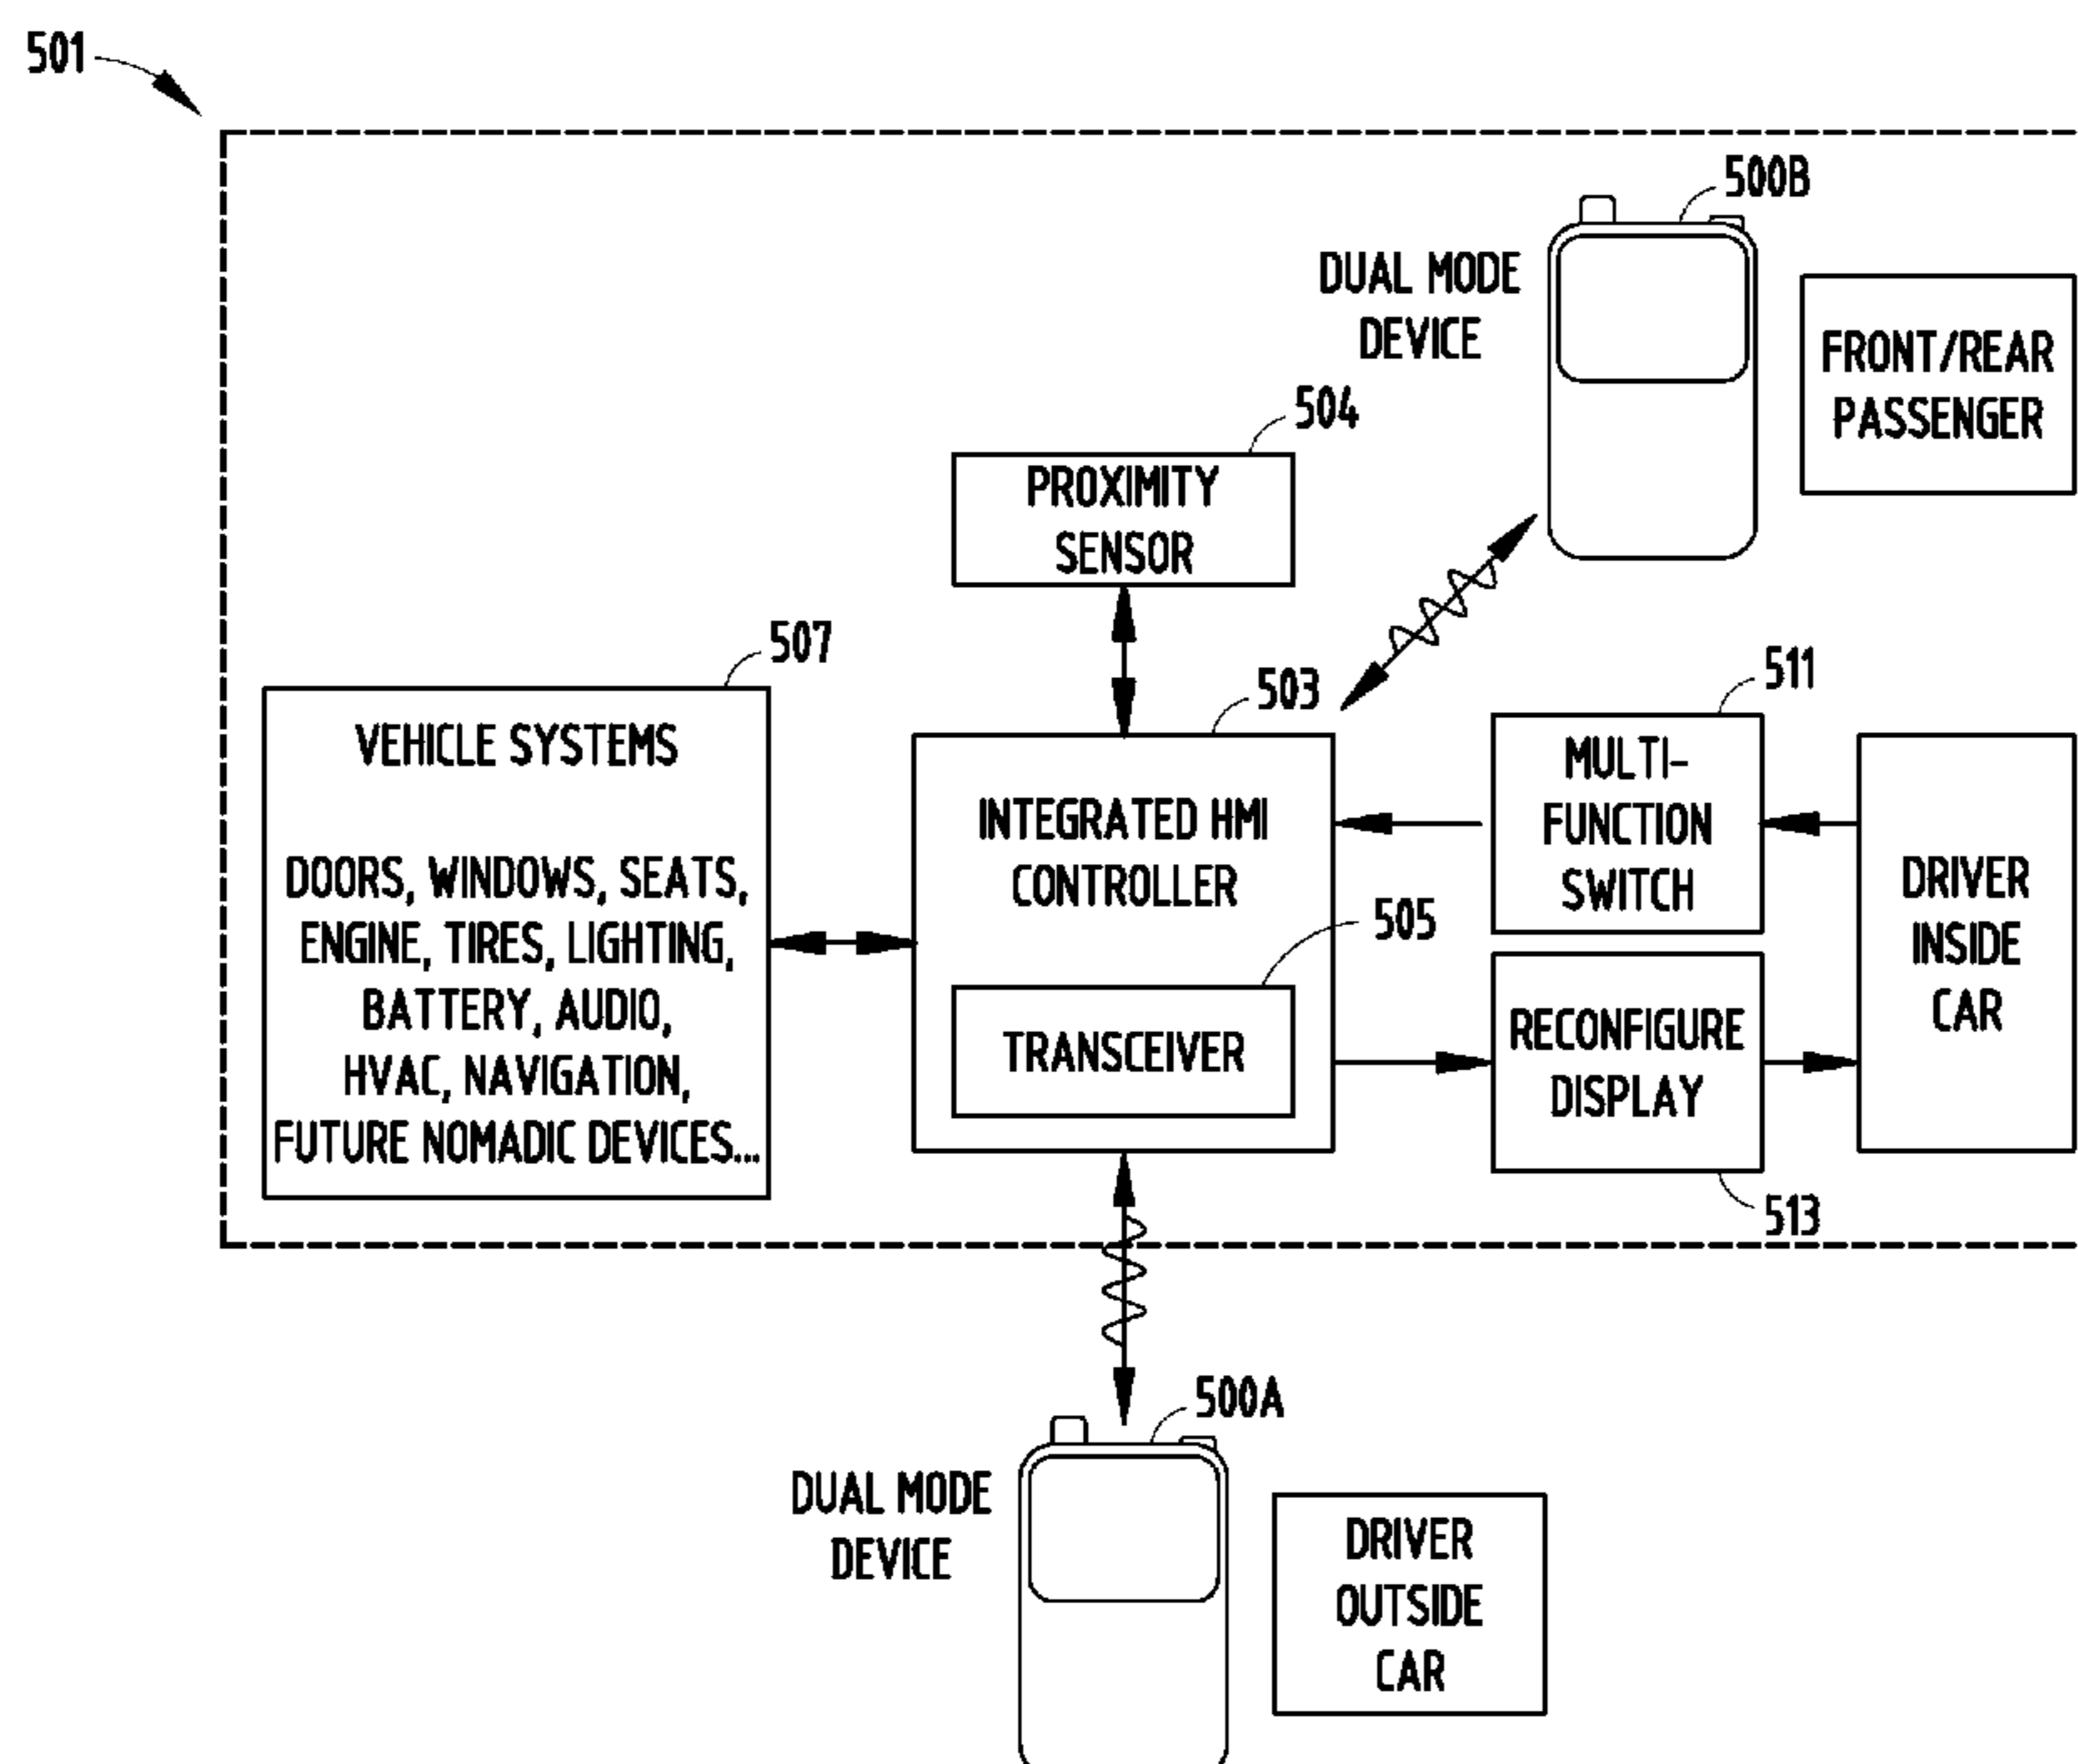 501
500B
DUAL MODE
DEVICE
FRONT/REAR
PASSENGER
504
PROXIMITY
SENSOR
507
VEHICLE SYSTEMS
DOORS, WINDOWS, SEATS,
ENGINE, TIRES, LIGHTING,
BATTERY, AUDIO,
HVAC, NAVIGATION,
FUTURE NOMADIC DEVICES...
503
INTEGRATED HMI
CONTROLLER
505
TRANSCEIVER
511
MULTI-
FUNCTION
SWITCH
RECONFIGURE
DISPLAY
513
DRIVER
INSIDE
CAR
500A
DUAL MODE
DEVICE
DRIVER
OUTSIDE
CAR